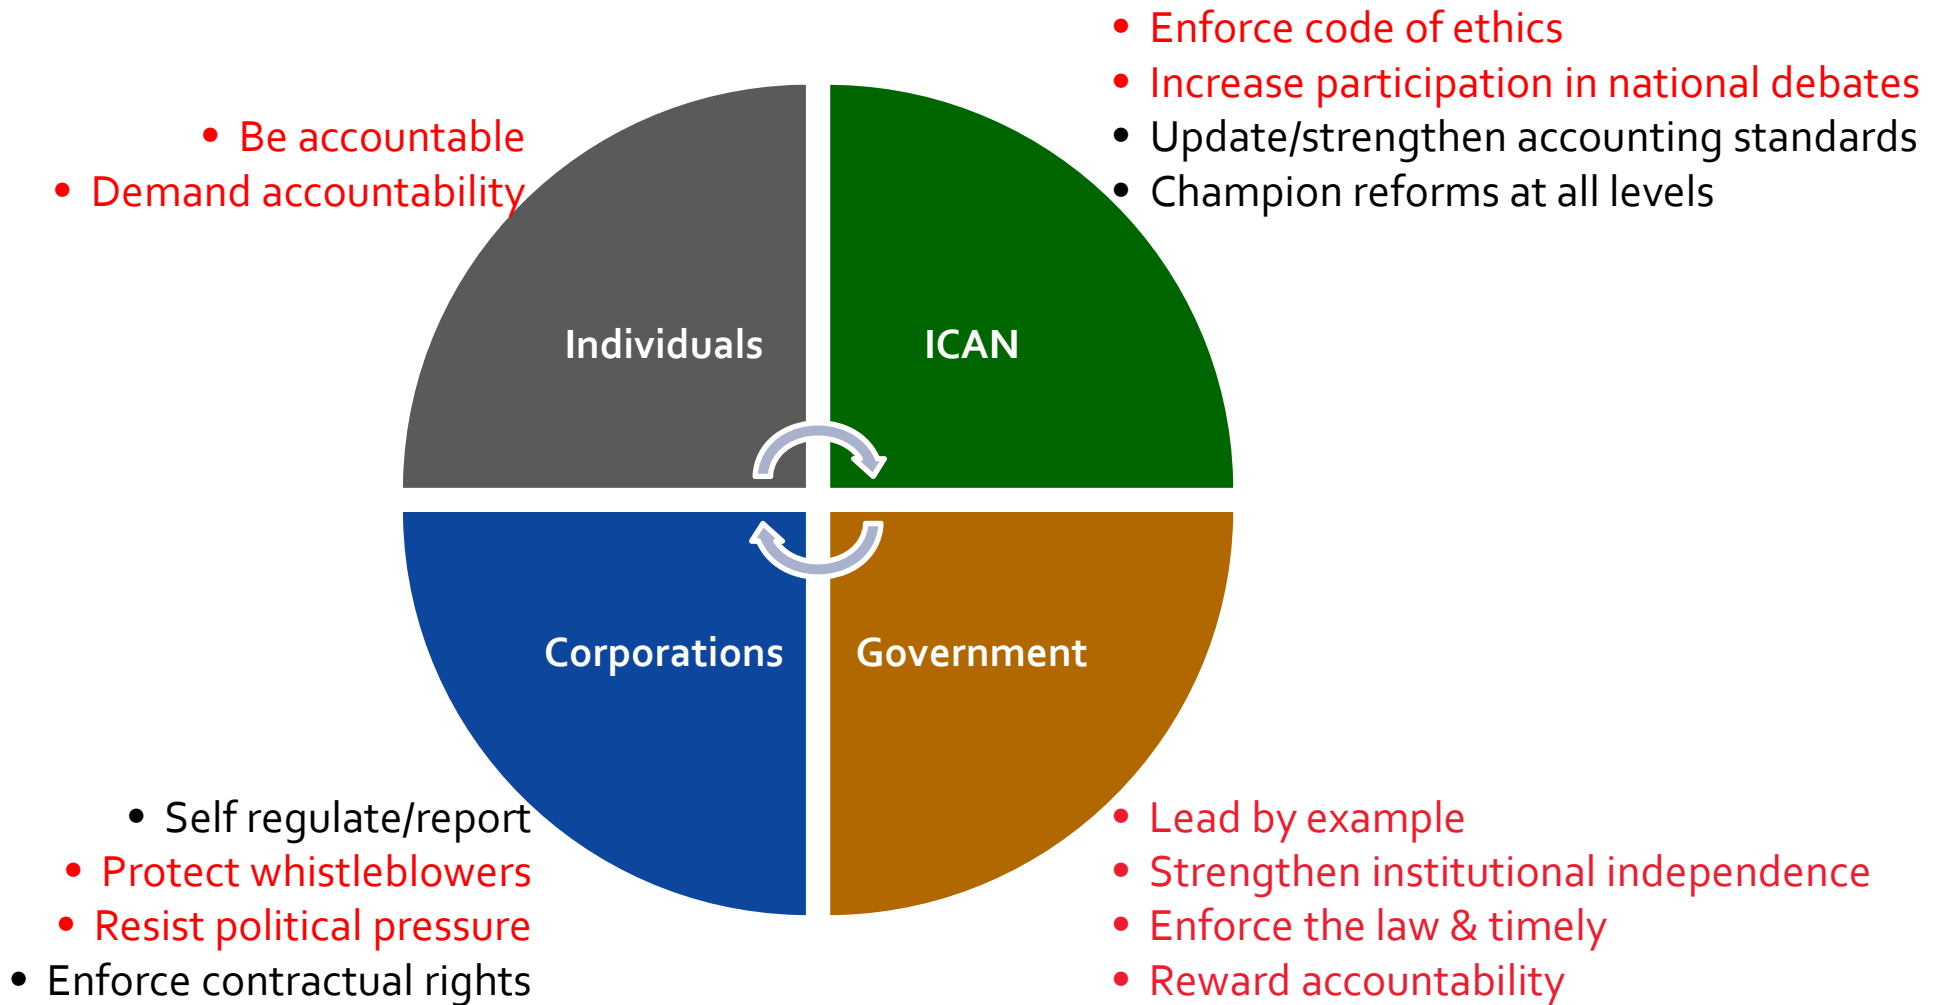 • Enforce code of ethics
• Increase participation in national debates
• Update/strengthen accounting standards
• Champion reforms at all levels
• Be accountable
• Demand accountability
Individuals
ICAN
Corporations
Government
• Self regulate/report
• Protect whistleblowers
• Resist political pressure
• Enforce contractual rights
• Lead by example
• Strengthen institutional independence
• Enforce the law & timely
• Reward accountability